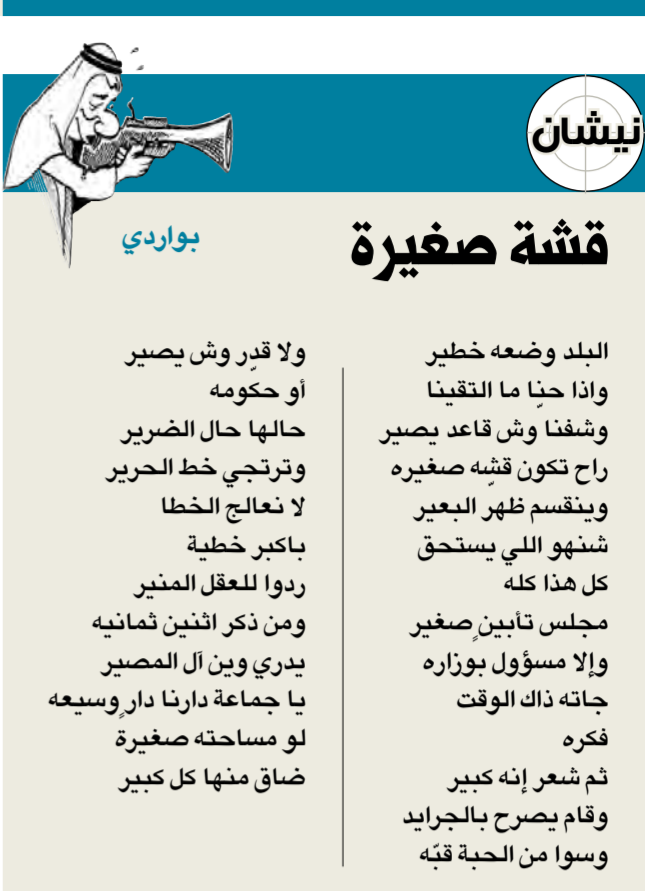 نيشان
قشة صغيرة
بواردي
البلد وضعه خطير
واذا حنّا ما التقينا
وشفنا وش قاعد يصير
راح تكون قشّه صغيره
وينقسم ظهر البعير
شنهو اللي يستحق
كل هذا كله
مجلس تأبينٍ صغير
وإلا مسؤول بوزاره
جاته ذاك الوقت
فكره
ثم شعر إنه كبير
وقام يصرح بالجرايد
وسوا من الحبة قبّه
ولا قدّر وش يصير
أو حكومه
حالها حال الضرير
وترتجي خط الحرير
لا نعالج الخطا
باكبر خطية
ردوا للعقل المنير
ومن ذكر اثنين ثمانيه
يدري وين آل المصير
يا جماعة دارنا دارٍ وسيعه
لو مساحته صغيرة
ضاق منها كل كبير